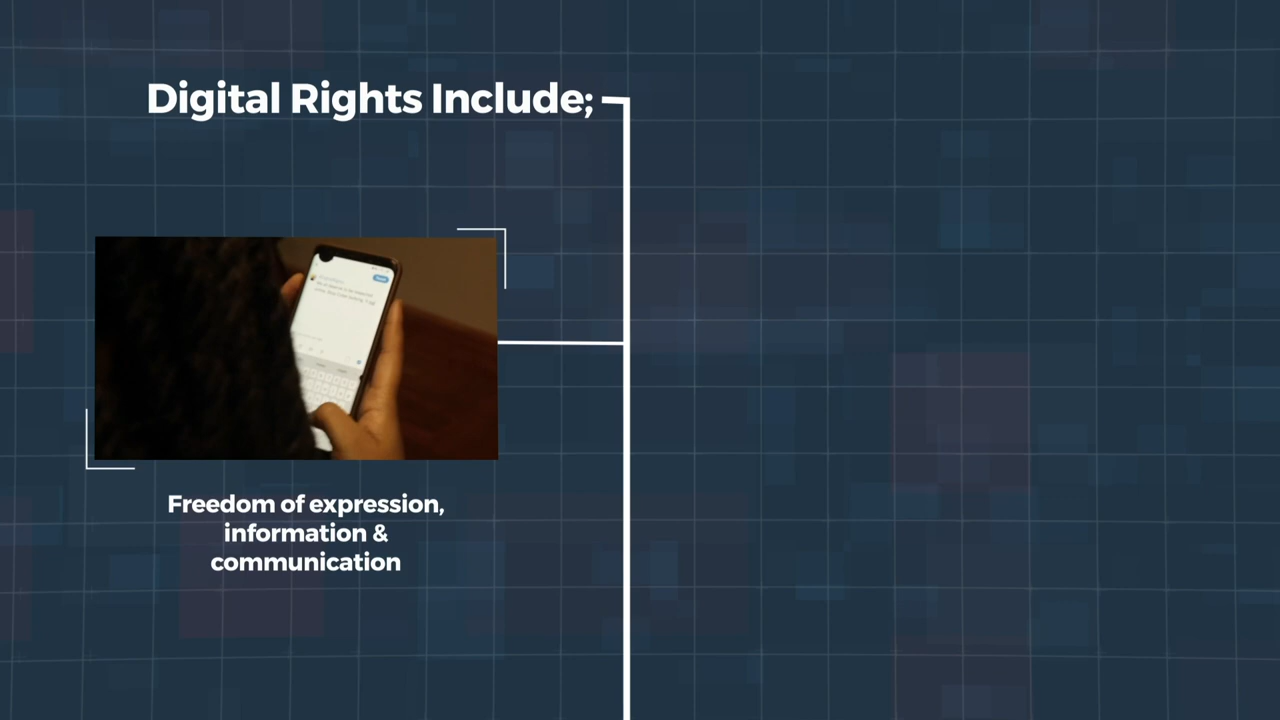 Digital Rights Include;
Freedom of expression,
information &
communication